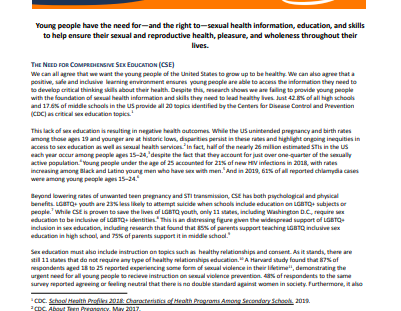 Young people have the need for—and the right to—sexual health information, education, and skills
to help ensure their sexual and reproductive health, pleasure, and wholeness throughout their
lives.
THE NEED FOR COMPREHENSIVE SEX EDUCATION (CSE)
We can all agree that we want the young people of the United States to grow up to be healthy. We can also agree that a
positive, safe and inclusive learning environment ensures young people are able to access the information they need to
to develop critical thinking skills about their health. Despite this, research shows we are failing to provide young people
with the foundation of sexual health information and skills they need to lead healthy lives. Just 42.8% of all high schools
and 17.6% of middle schools in the US provide all 20 topics identified by the Centers for Disease Control and Prevention
(CDC) as critical sex education topics.1
This lack of sex education is resulting in negative health outcomes. While the US unintended pregnancy and birth rates
among those ages 19 and younger are at historic lows, disparities persist in these rates and highlight ongoing inequities in
access to sex education as well as sexual health services.2 In fact, half of the nearly 26 million estimated STIs in the US
each year occur among people ages 15–24,3 despite the fact that they account for just over one-quarter of the sexually
active population.4 Young people under the age of 25 accounted for 21% of new HIV infections in 2018, with rates
increasing among Black and Latino young men who have sex with men.5 And in 2019, 61% of all reported chlamydia cases
were among young people ages 15–24.6
Beyond lowering rates of unwanted teen pregnancy and STI transmission, CSE has both psychological and physical
benefits. LGBTQ+ youth are 23% less likely to attempt suicide when schools include education on LGBTQ+ subjects or
people.7 While CSE is proven to save the lives of LGBTQ youth, only 11 states, including Washington D.C., require sex
education to be inclusive of LGBTQ+ identities.8 This is an distressing figure given the widespread support of LGBTQ+
inclusion in sex education, including research that found that 85% of parents support teaching LGBTQ inclusive sex
education in high school, and 75% of parents support it in middle school.9
Sex education must also include instruction on topics such as healthy relationships and consent. As it stands, there are
still 11 states that do not require any type of healthy relationships education.10 A Harvard study found that 87% of
respondents aged 18 to 25 reported experiencing some form of sexual violence in their lifetime11, demonstrating the
urgent need for all young people to recieve instruction on sexual violence prevention. 48% of respondents to the same
survey reported agreeing or feeling neutral that there is no double standard against women in society. Furthermore, it also
1 CDC. School Health Profiles 2018: Characteristics of Health Programs Among Secondary Schools. 2019.
2 CDC. About Teen Pregnancy. May 2017.